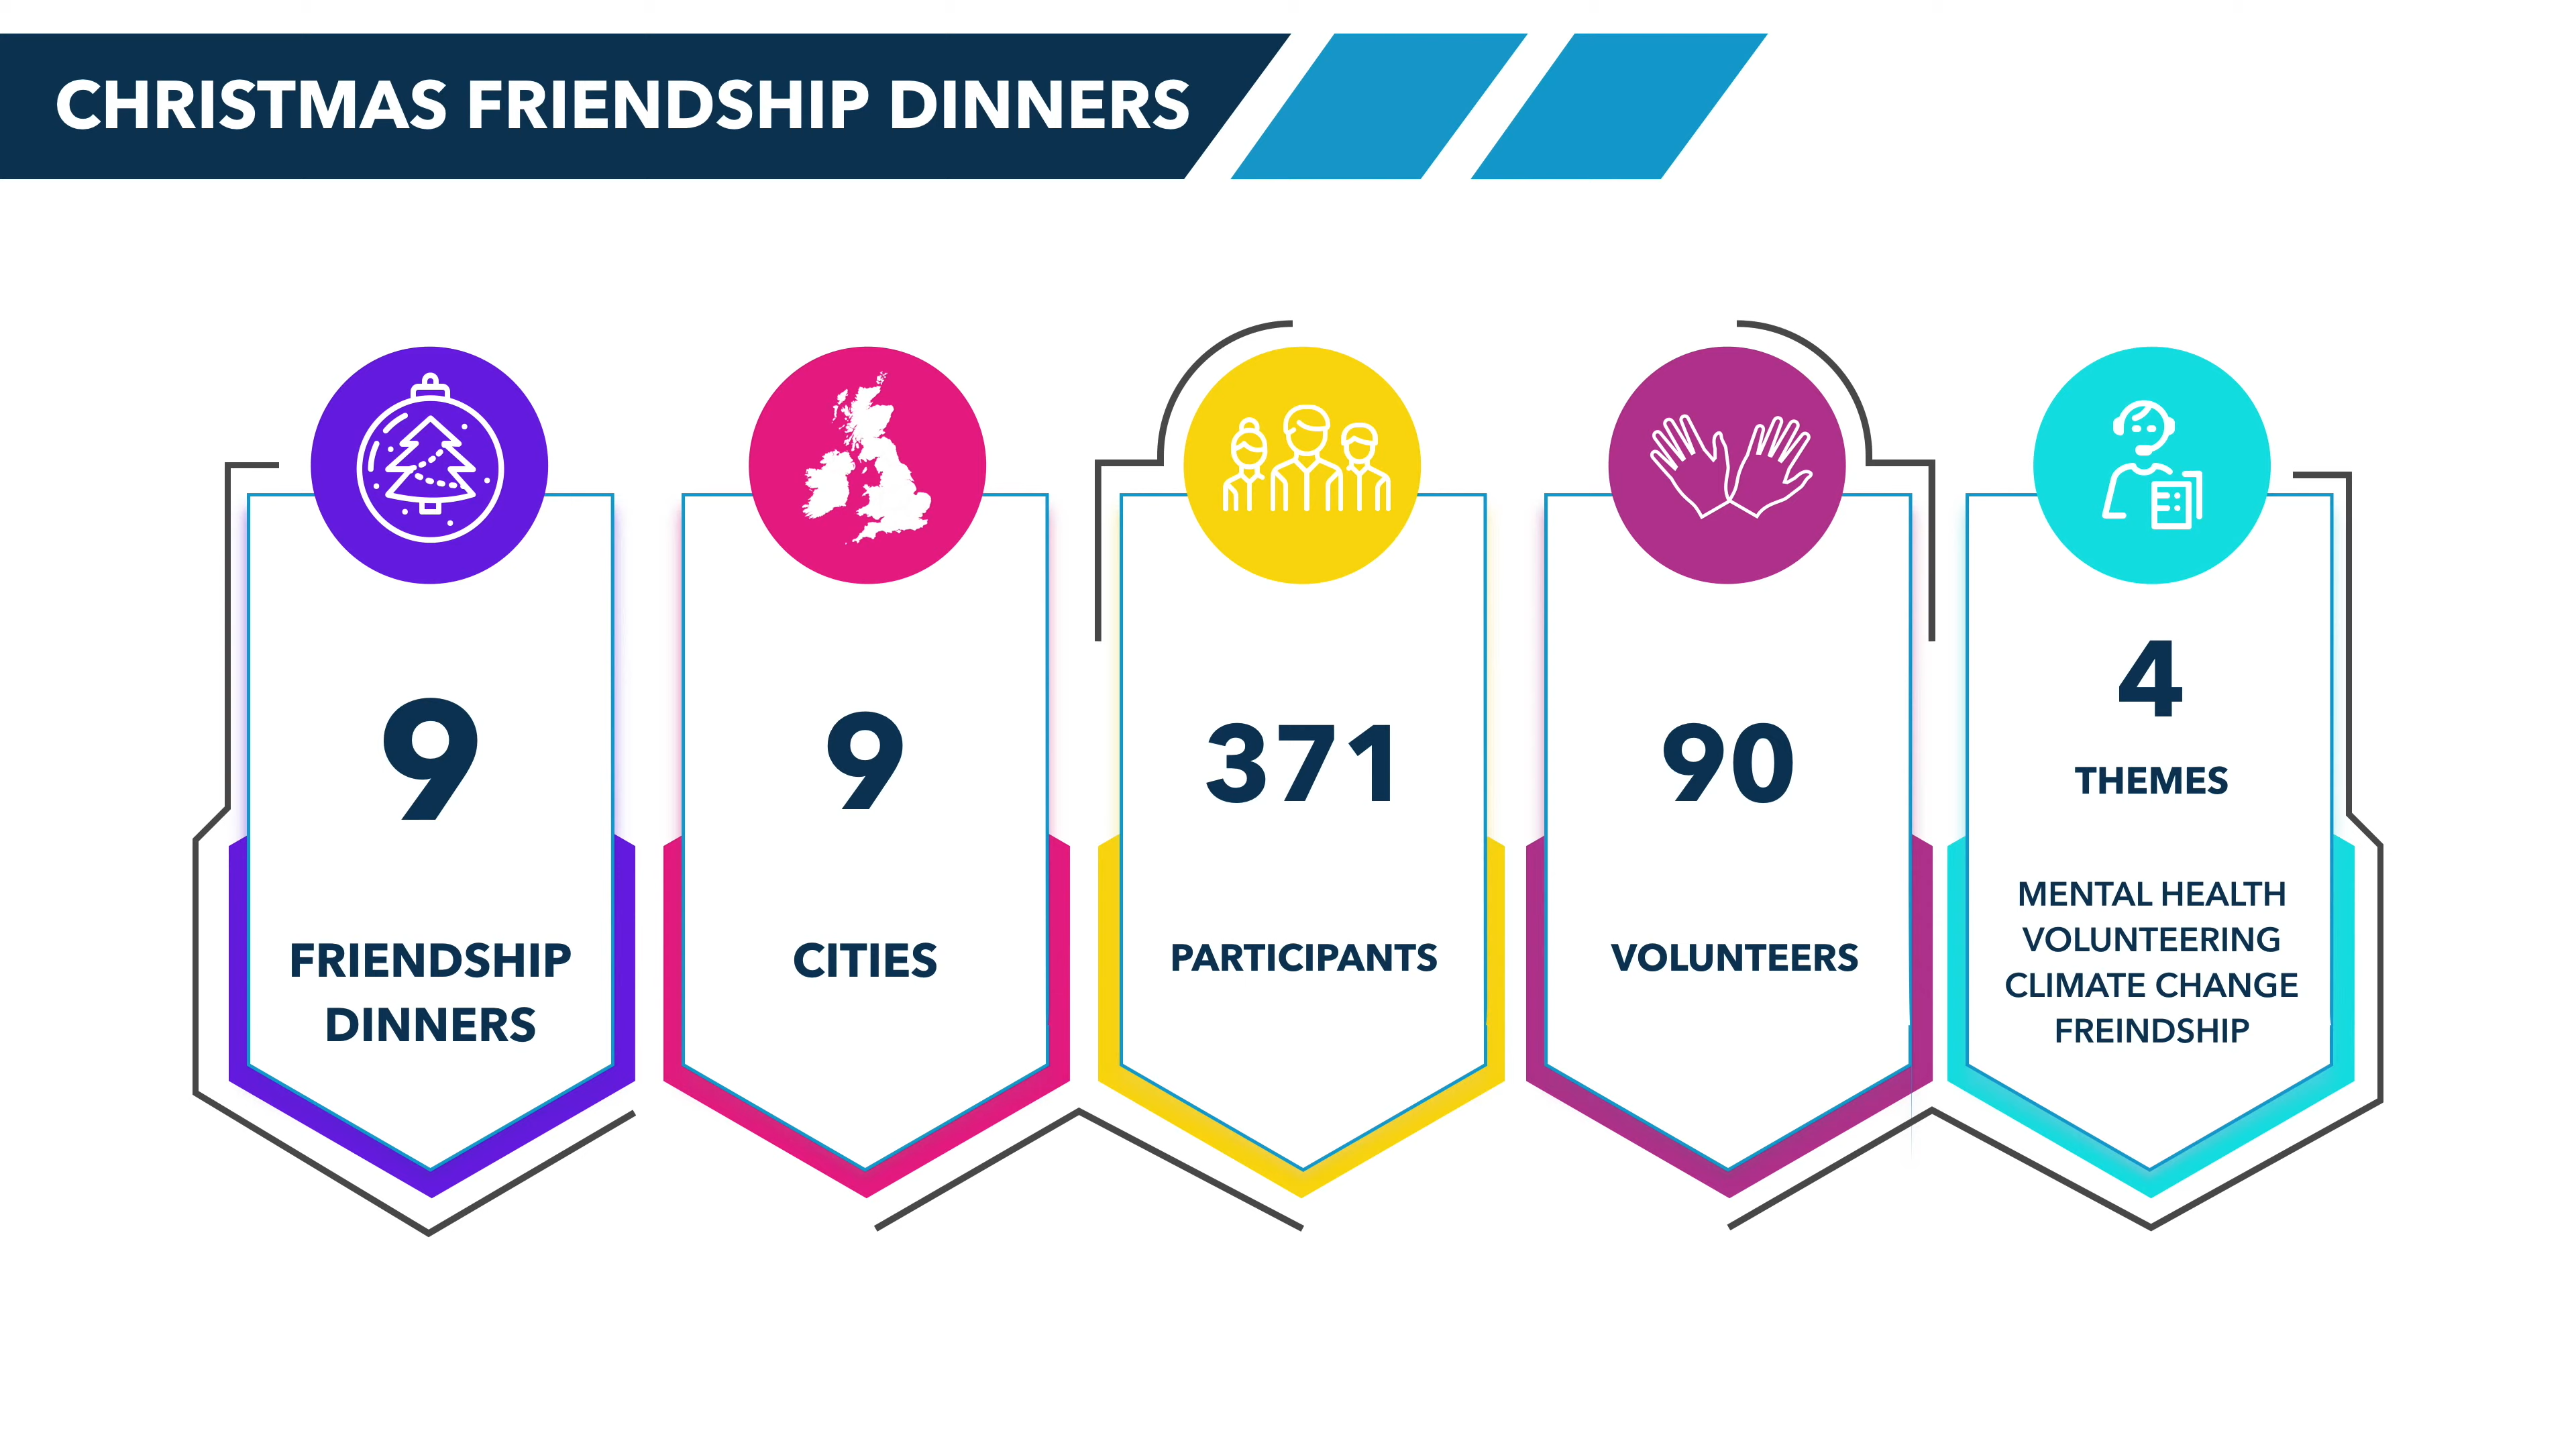 CHRISTMAS FRIENDSHIP DINNERS
9
FRIENDSHIP
DINNERS
9
CITIES
371
PARTICIPANTS
90
VOLUNTEERS
4
THEMES
MENTAL HEALTH
VOLUNTEERING
CLIMATE CHANGE
FREINDSHIP